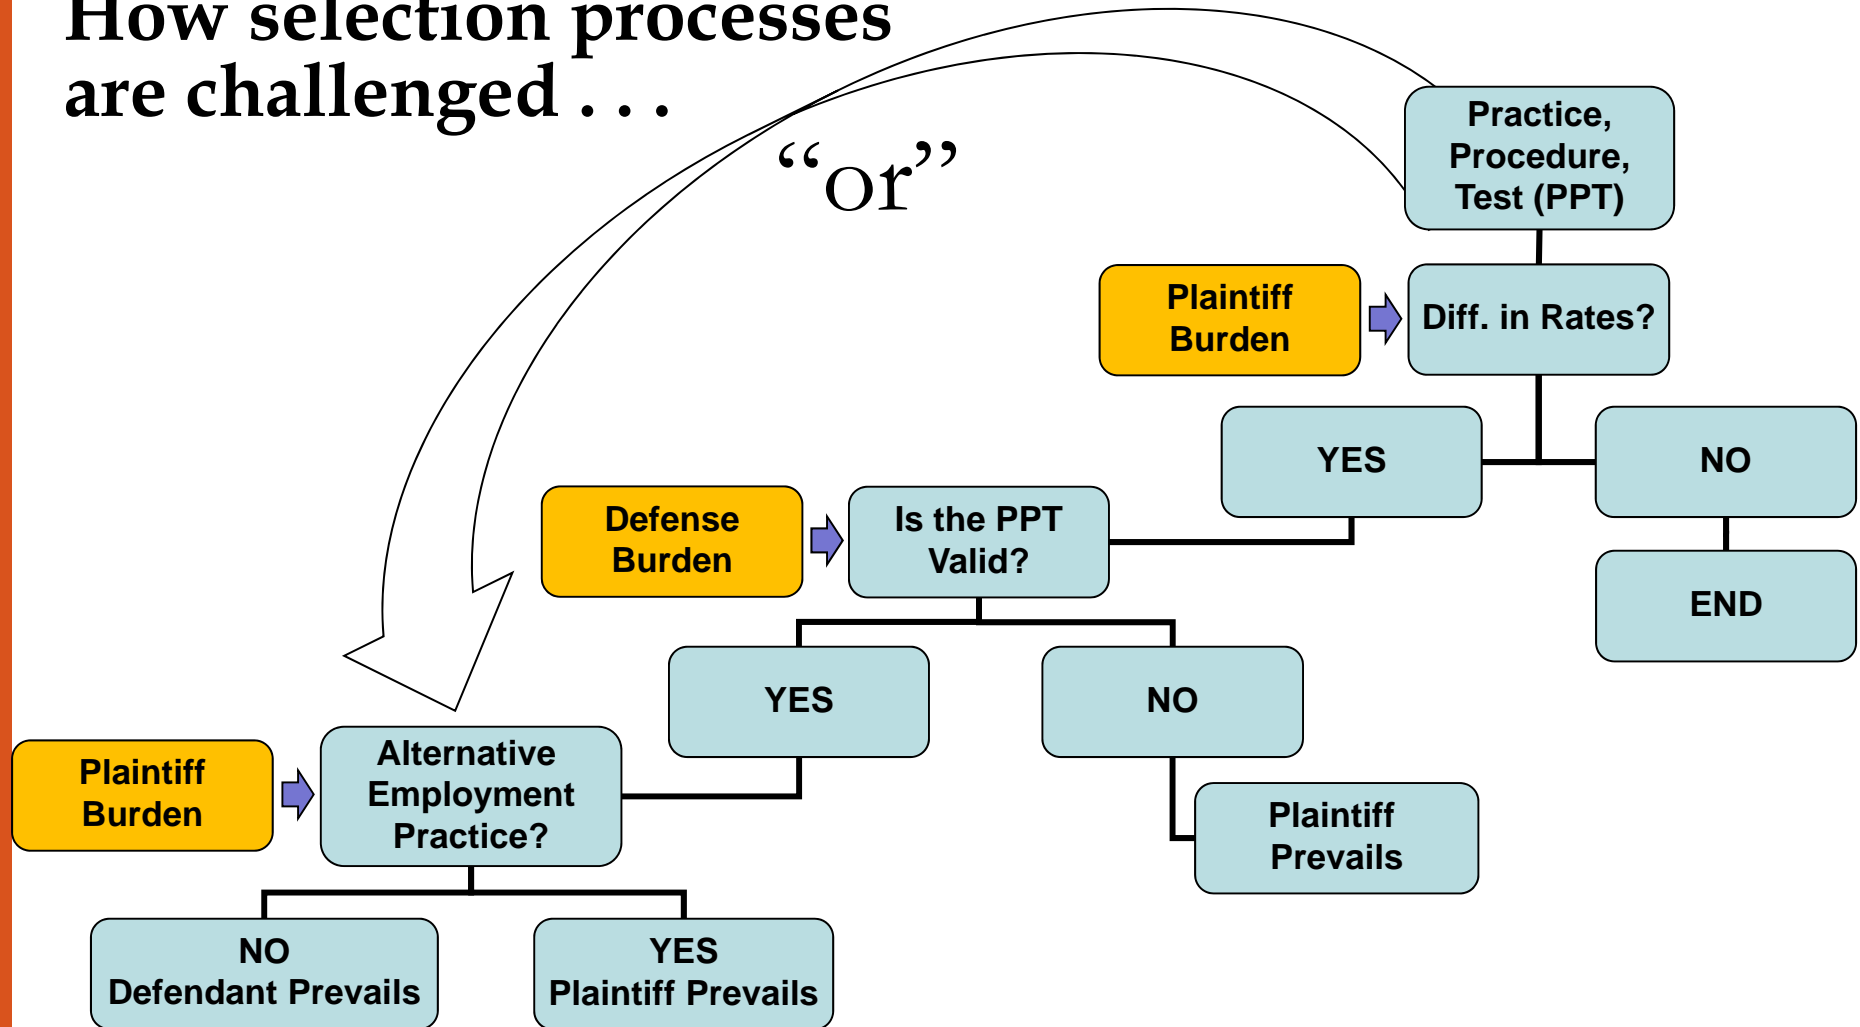 How selection processes
are challenged . . .
“or”
Practice,
Procedure,
Test (PPT)
Plaintiff
Burden
Diff. in Rates?
YES
NO
Defense
Burden
Is the PPT
Valid?
END
YES
NO
Plaintiff
Burden
Alternative
Employment
Practice?
Plaintiff
Prevails
NO
Defendant Prevails
YES
Plaintiff Prevails